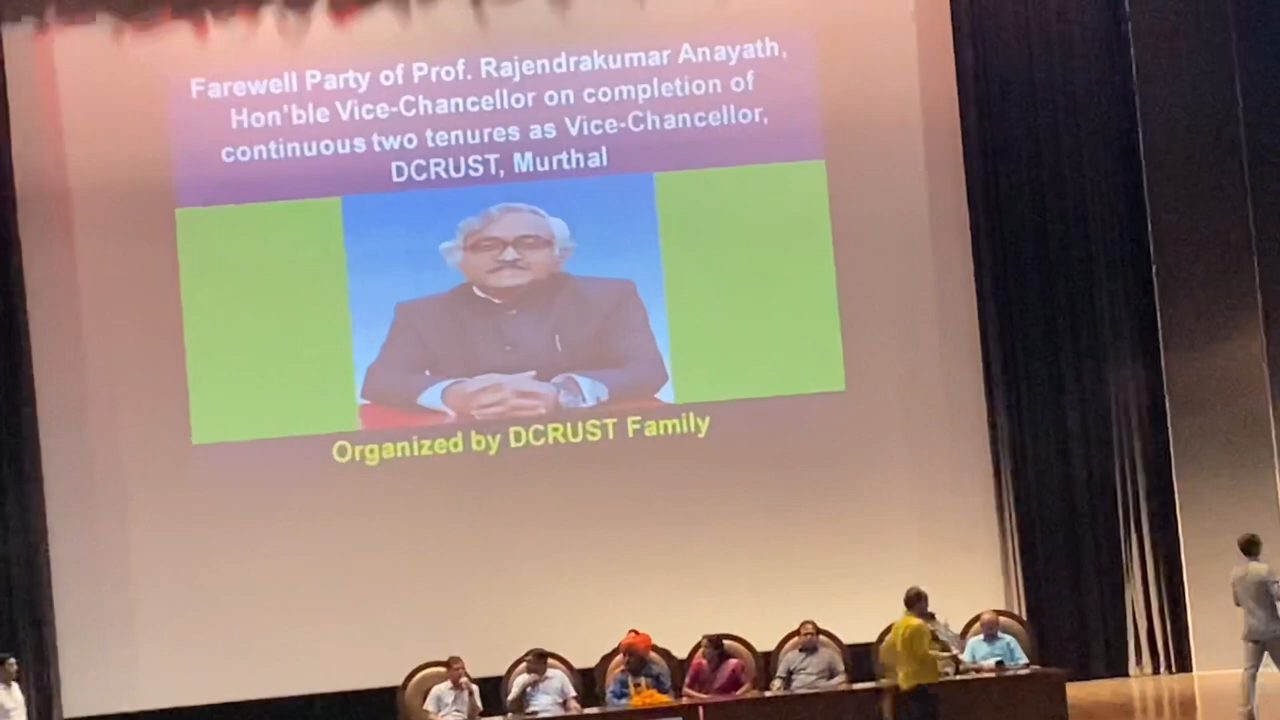 Farewell Party of Prof. Rajendrakumar Anayath,
Hon'ble Vice-Chancellor on completion of
continuous two tenures as Vice-Chancellor,
DCRUST, Murthal
Organized by DCRUST Family